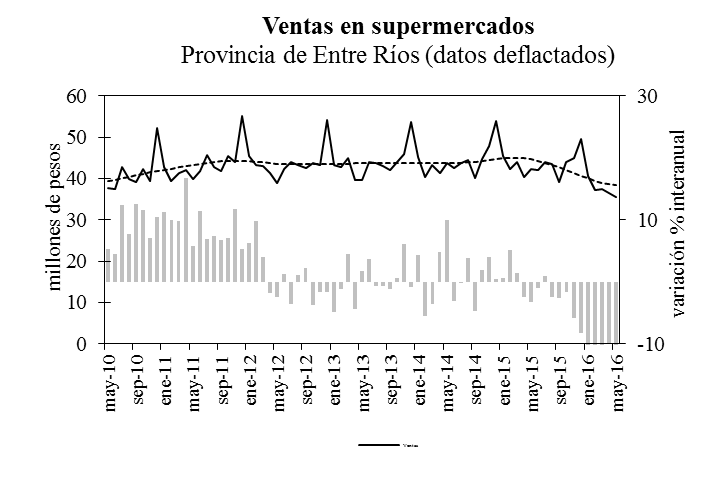 Ventas en supermercados
Provincia de Entre Ríos (datos deflactados)
60
50
40
30
20
10
0
millones de pesos
30
10
-10
variación % interanual
may-10
sep-10
ene-11
may-11
sep-11
ene-12
may-12
sep-12
ene-13
may-13
sep-13
ene-14
may-14
sep-14
ene-15
may-15
sep-15
ene-16
may-16
Ventas